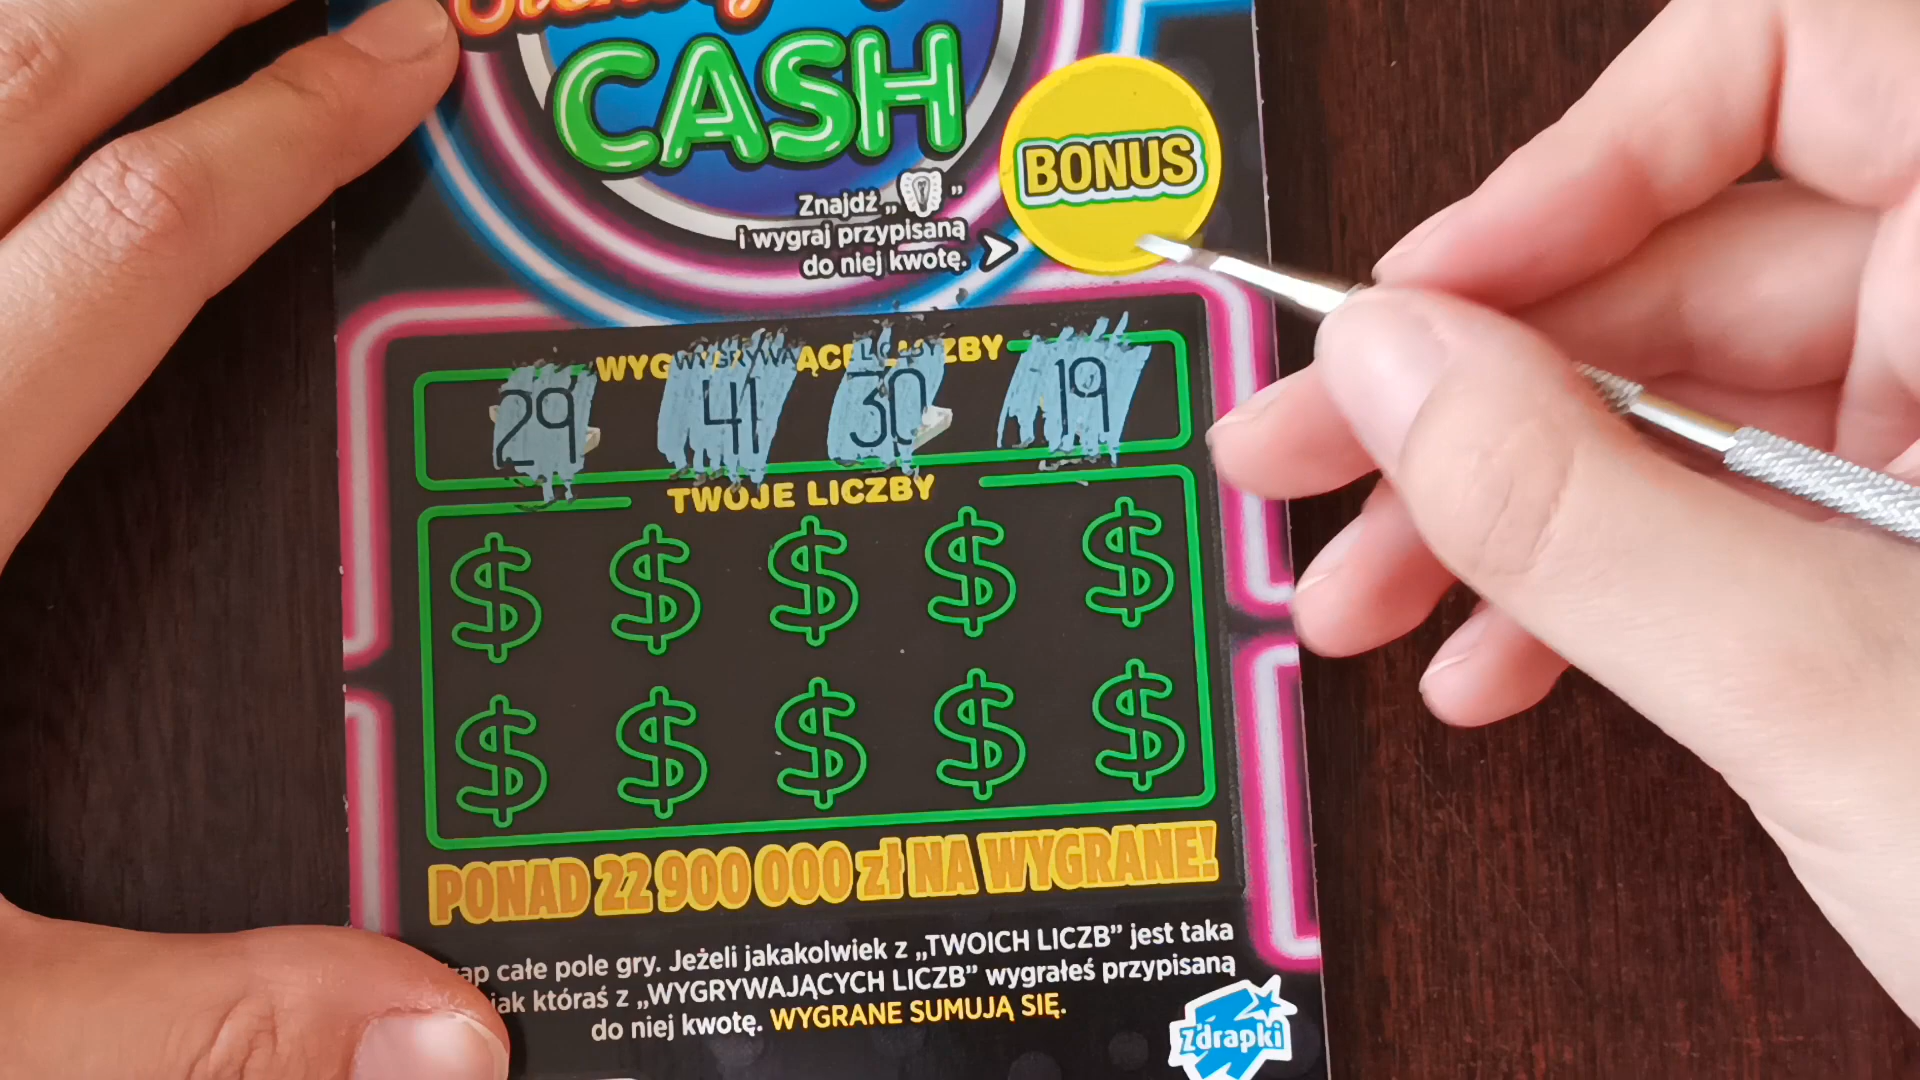 CASH
BONUS
Znajdź „ ”
i wygraj przypisaną
do niej kwotę.
29 41 30 19
TWOJE LICZBY
$ $ $ $ $
$ $ $ $ $
PONAD 22 900 000 zł NA WYGRANE!
całe pole gry. Jeżeli jakakolwiek z „TWOICH LICZB” jest taka
jak któraś z „WYGRYWAJĄCYCH LICZB” wygrałeś przypisaną
do niej kwotę. WYGRANE SUMUJĄ SIĘ.
Zdrapki